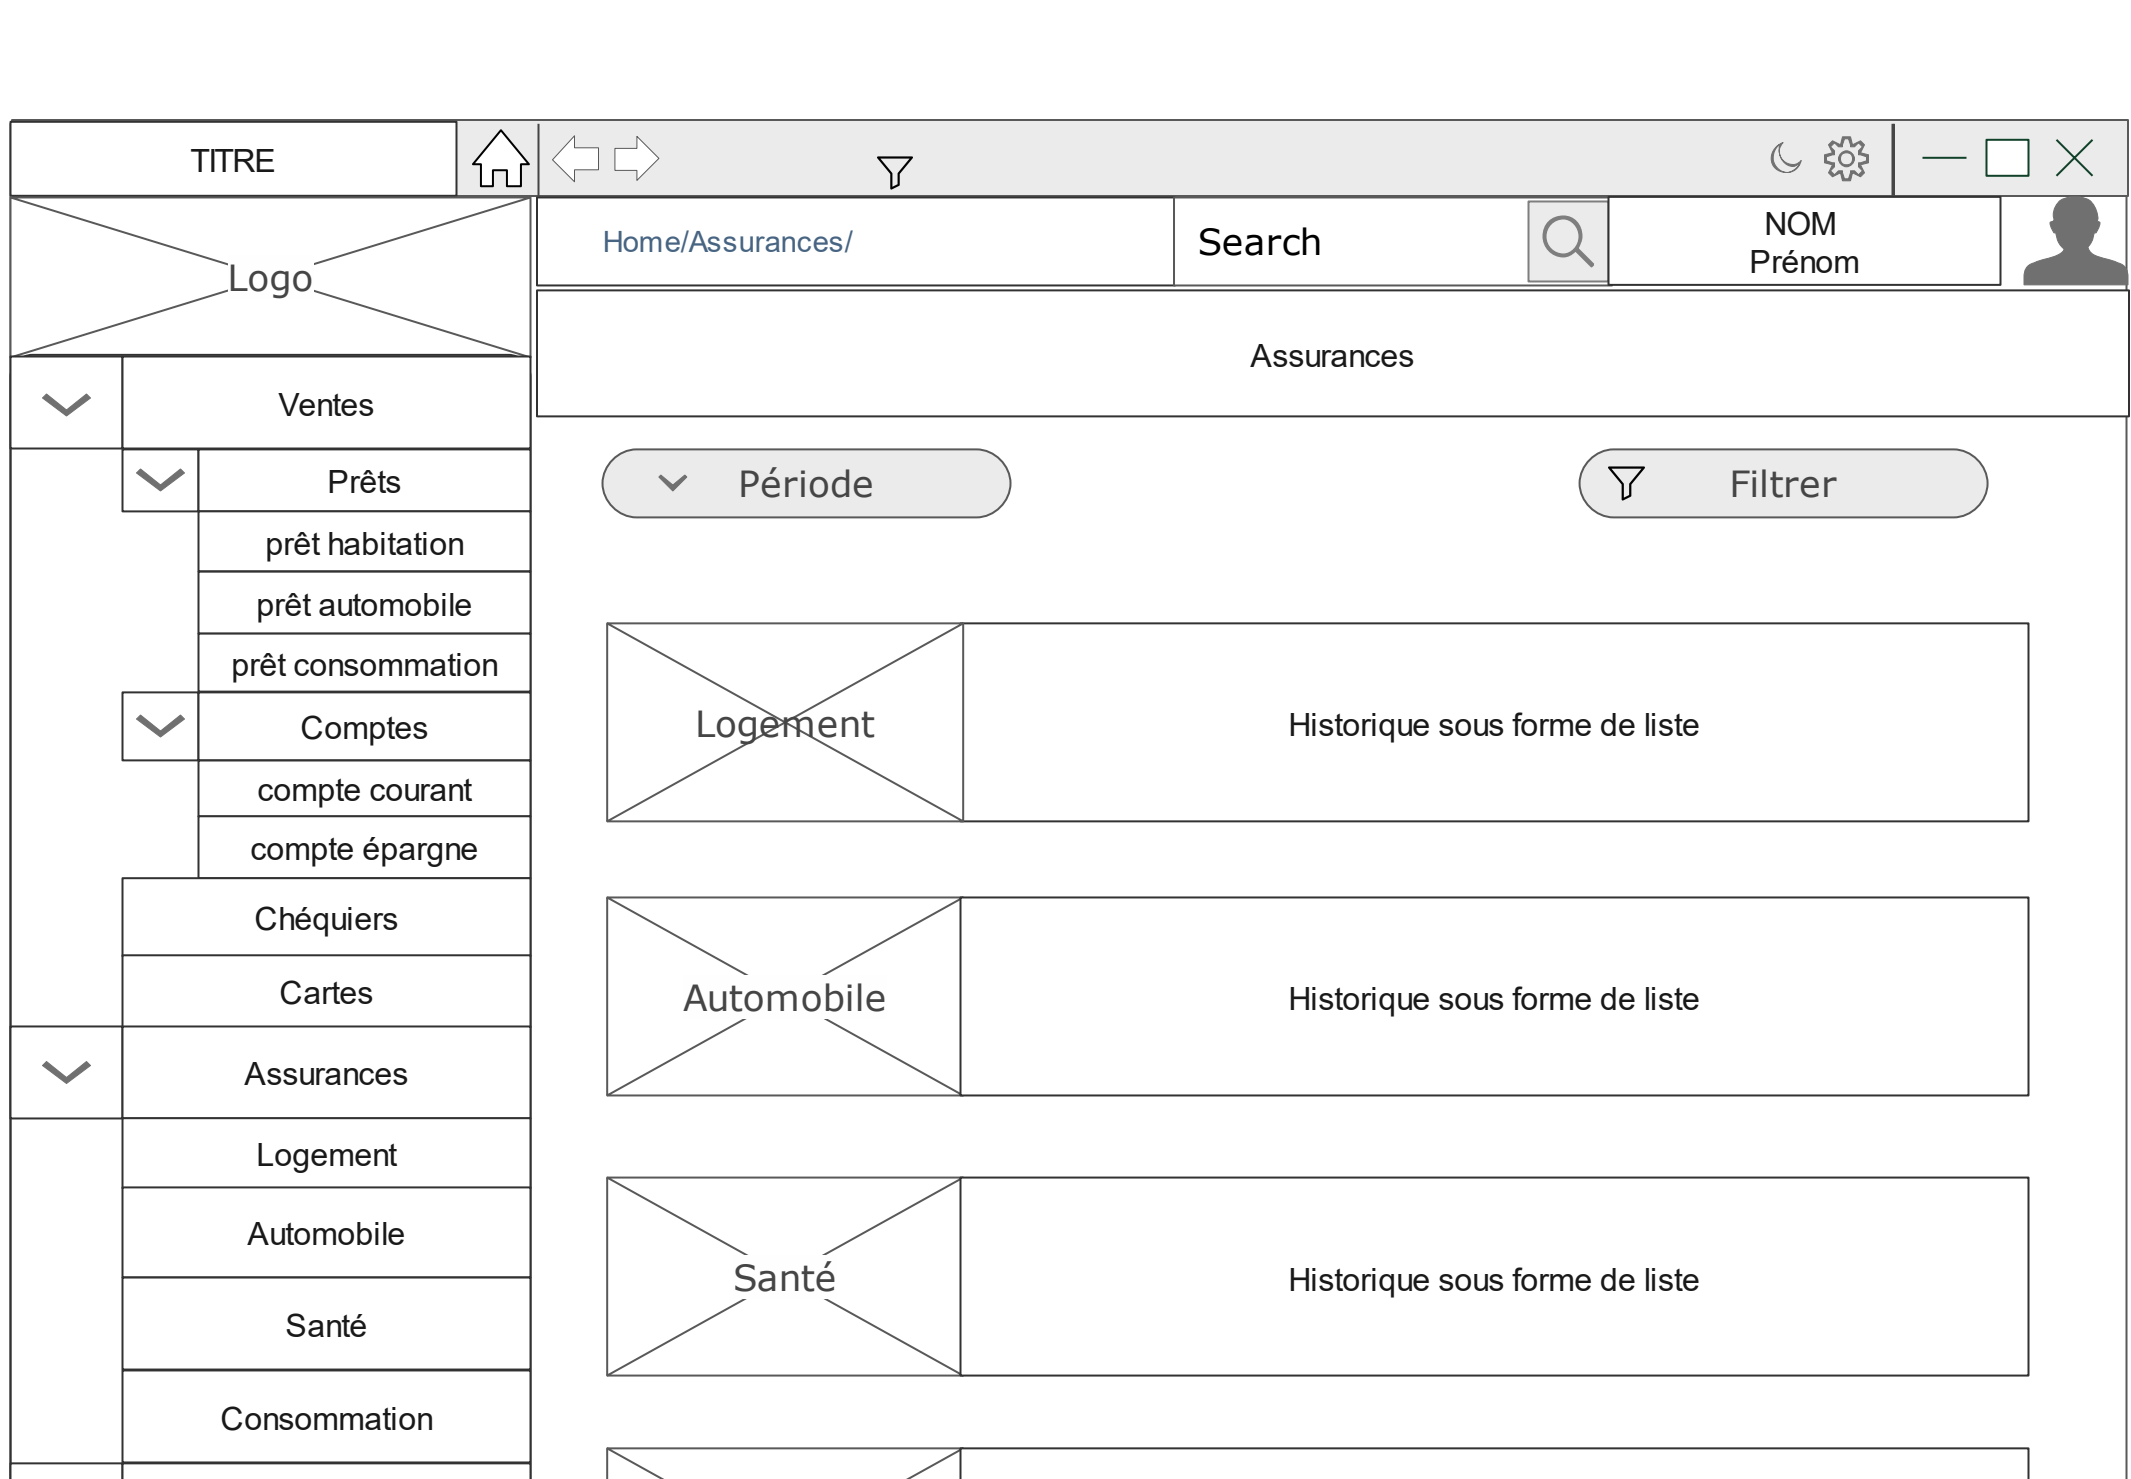 TITRE
Logo
Home/Assurances/
Search
NOM
Prénom
Assurances
Ventes
Prêts
prêt habitation
prêt automobile
prêt consommation
Comptes
compte courant
compte épargne
Chéquiers
Cartes
Assurances
Logement
Automobile
Santé
Consommation
Période
Filtrer
Logement
Historique sous forme de liste
Automobile
Historique sous forme de liste
Santé
Historique sous forme de liste